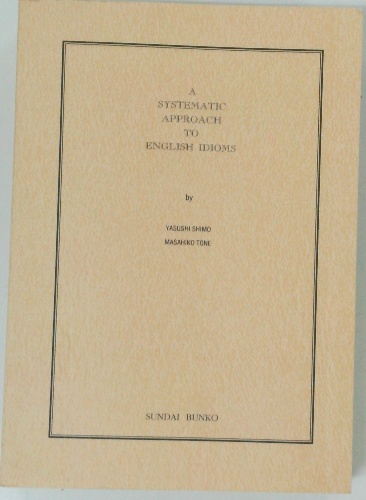 A
SYSTEMATIC
APPROACH
TO
ENGLISH IDIOMS
by
YASUSHI SHIMO
MASAHIKO TONE
SUNDAI BUNKO